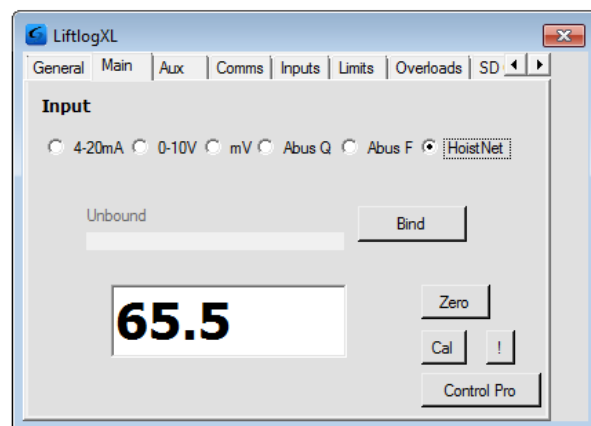 LiftlogXL
General Main Aux Comms Inputs Limits Overloads SD
Input
4-20mA 0-10V mV Abus Q Abus F HoistNet
Unbound
Bind
65.5
Zero
Cal !
Control Pro